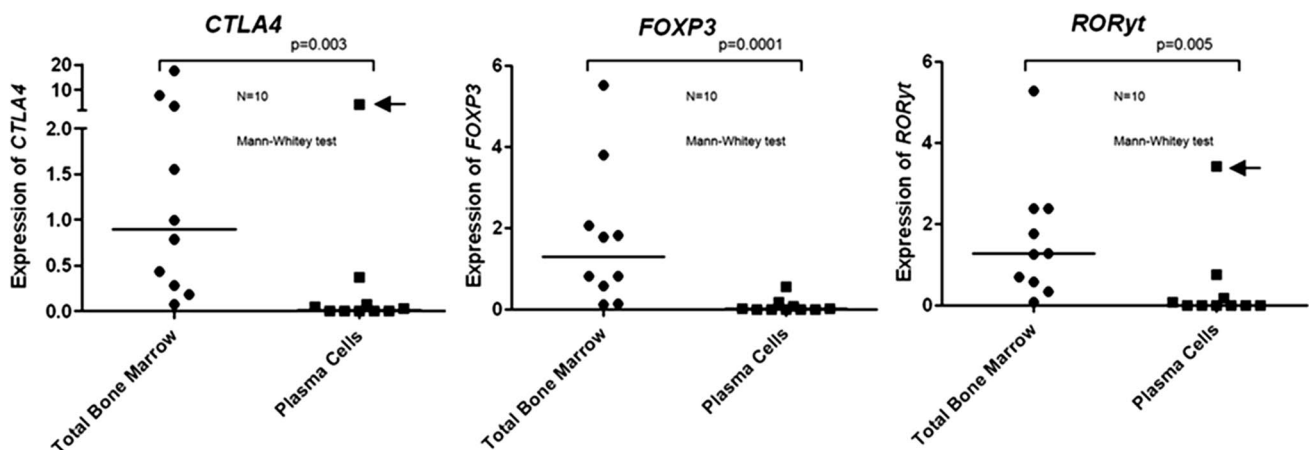 CTLA4
p=0.003
Expression of CTLA4
20
10
2.0
1.5
1.0
0.5
0.0
N=10
Mann-Whitey test
Total Bone Marrow
Plasma Cells
FOXP3
p=0.0001
Expression of FOXP3
6
4
2
0
N=10
Mann-Whitey test
Total Bone Marrow
Plasma Cells
RORyt
p=0.005
Expression of RORyt
6
4
2
0
N=10
Mann-Whitey test
Total Bone Marrow
Plasma Cells